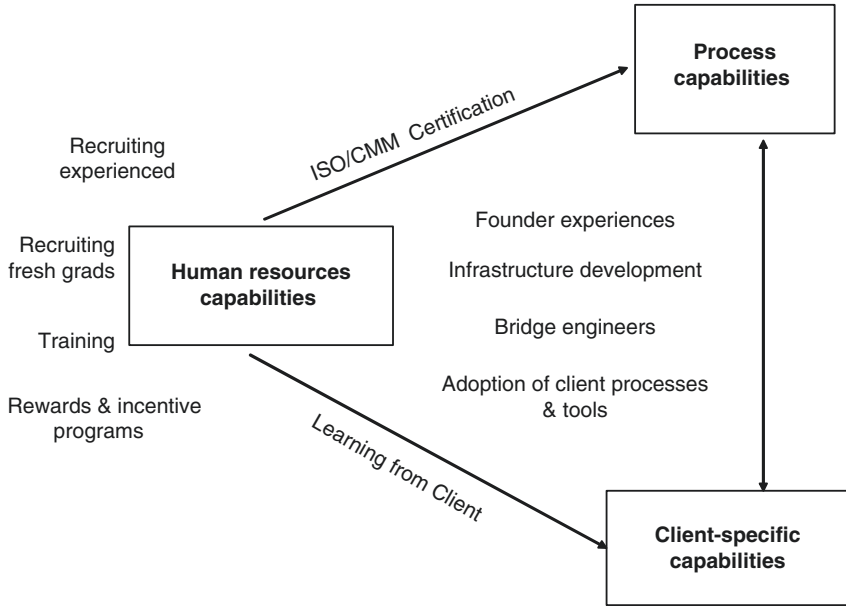 Process
capabilities
ISO/CMM Certification
Recruiting
experienced
Recruiting
fresh grads
Human resources
capabilities
Training
Rewards & incentive
programs
Founder experiences
Infrastructure development
Bridge engineers
Adoption of client processes
& tools
Learning from Client
Client-specific
capabilities